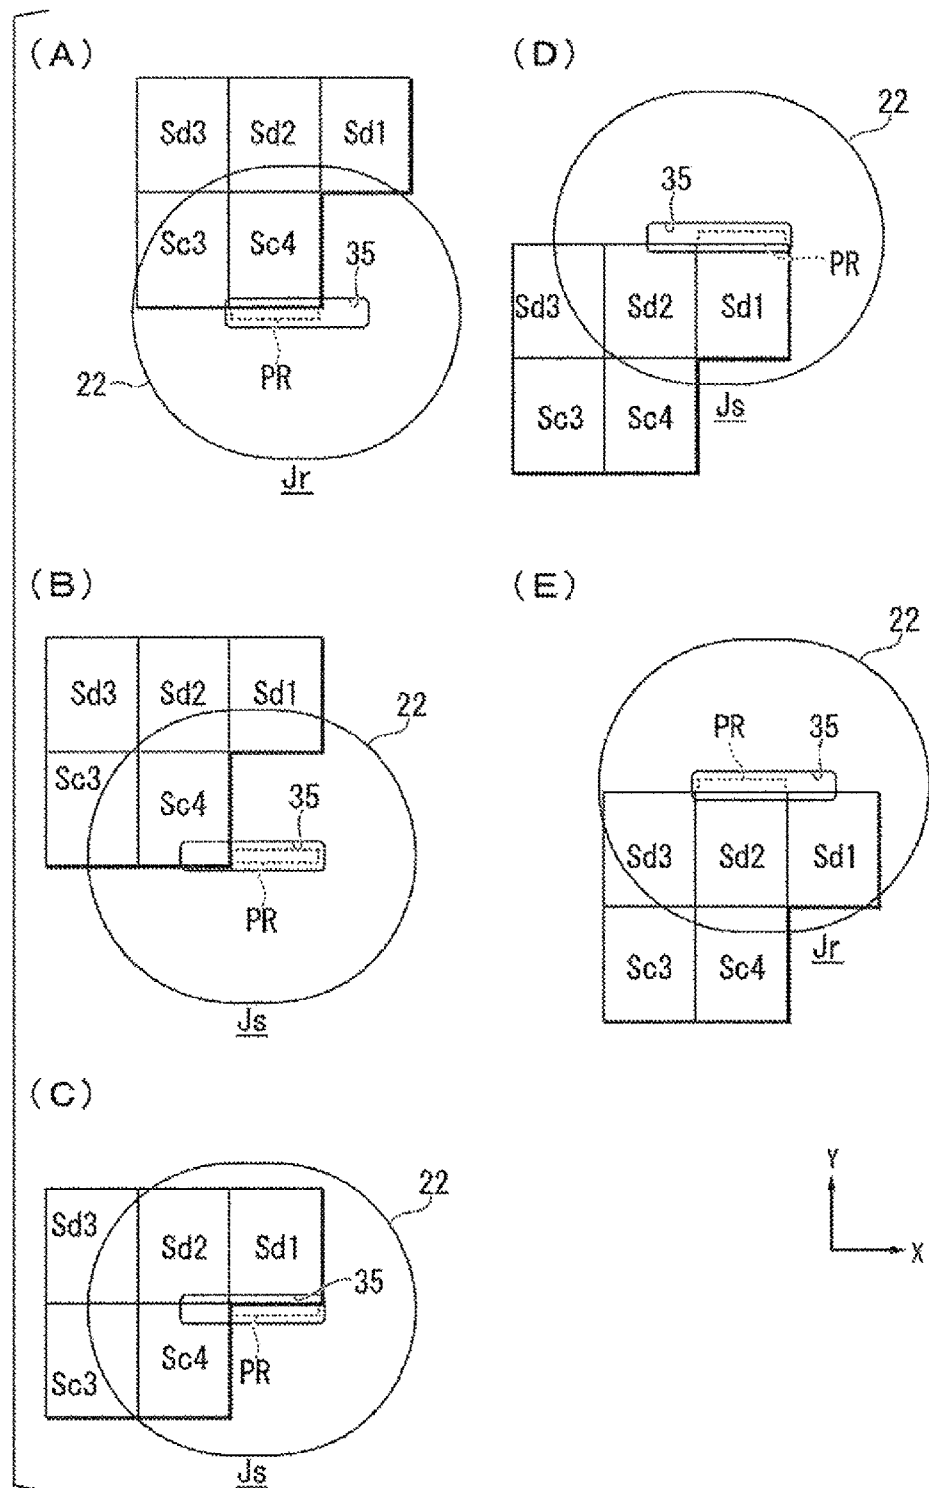 (A)
Sd3 Sd2 Sd1
Sc3 Sc4
35
PR
22
Jr
(B)
Sd3 Sd2 Sd1
22
Sc3
Sc4
35
PR
Js
(C)
22
Sd3
Sd2 Sd1
35
Sc4
Sc3
PR
Js
(D)
22
35
PR
Sd3 Sd2 Sd1
Js
Sc3 Sc4
(E)
22
PR 35
Sd3 Sd2 Sd1
Jr
Sc3 Sc4
Y
X